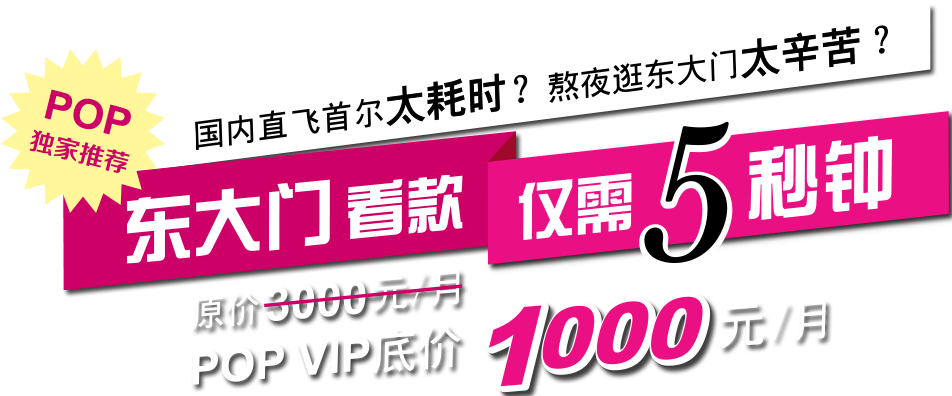 POP
独家推荐
国内直飞首尔太耗时？熬夜逛东大门太辛苦？
东大门看款 仅需5秒钟
原价3000元/月
POP VIP底价 1000元/月